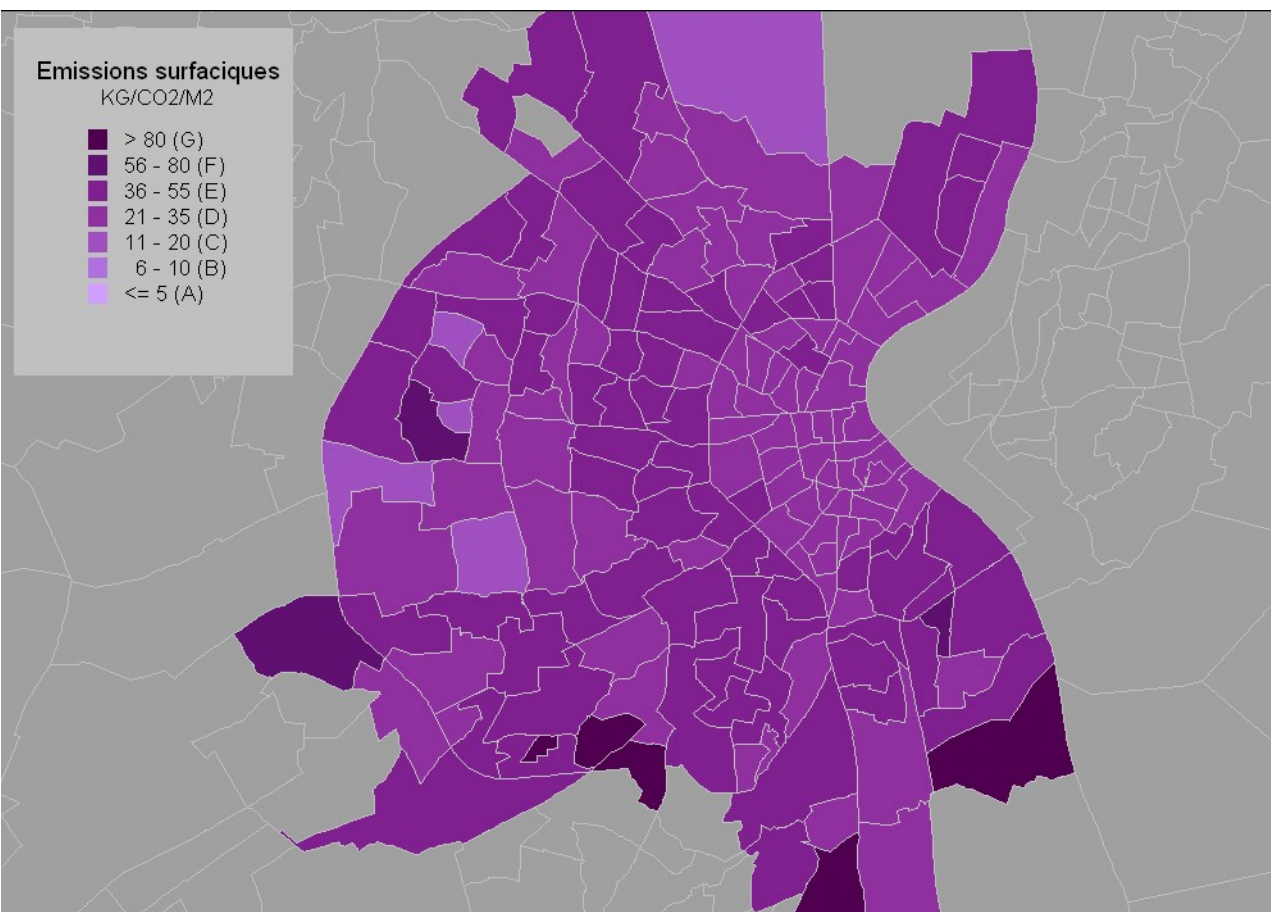 Emissions surfaciques
KG/CO2/M2
> 80 (G)
56 - 80 (F)
36 - 55 (E)
21 - 35 (D)
11 - 20 (C)
6 - 10 (B)
<= 5 (A)